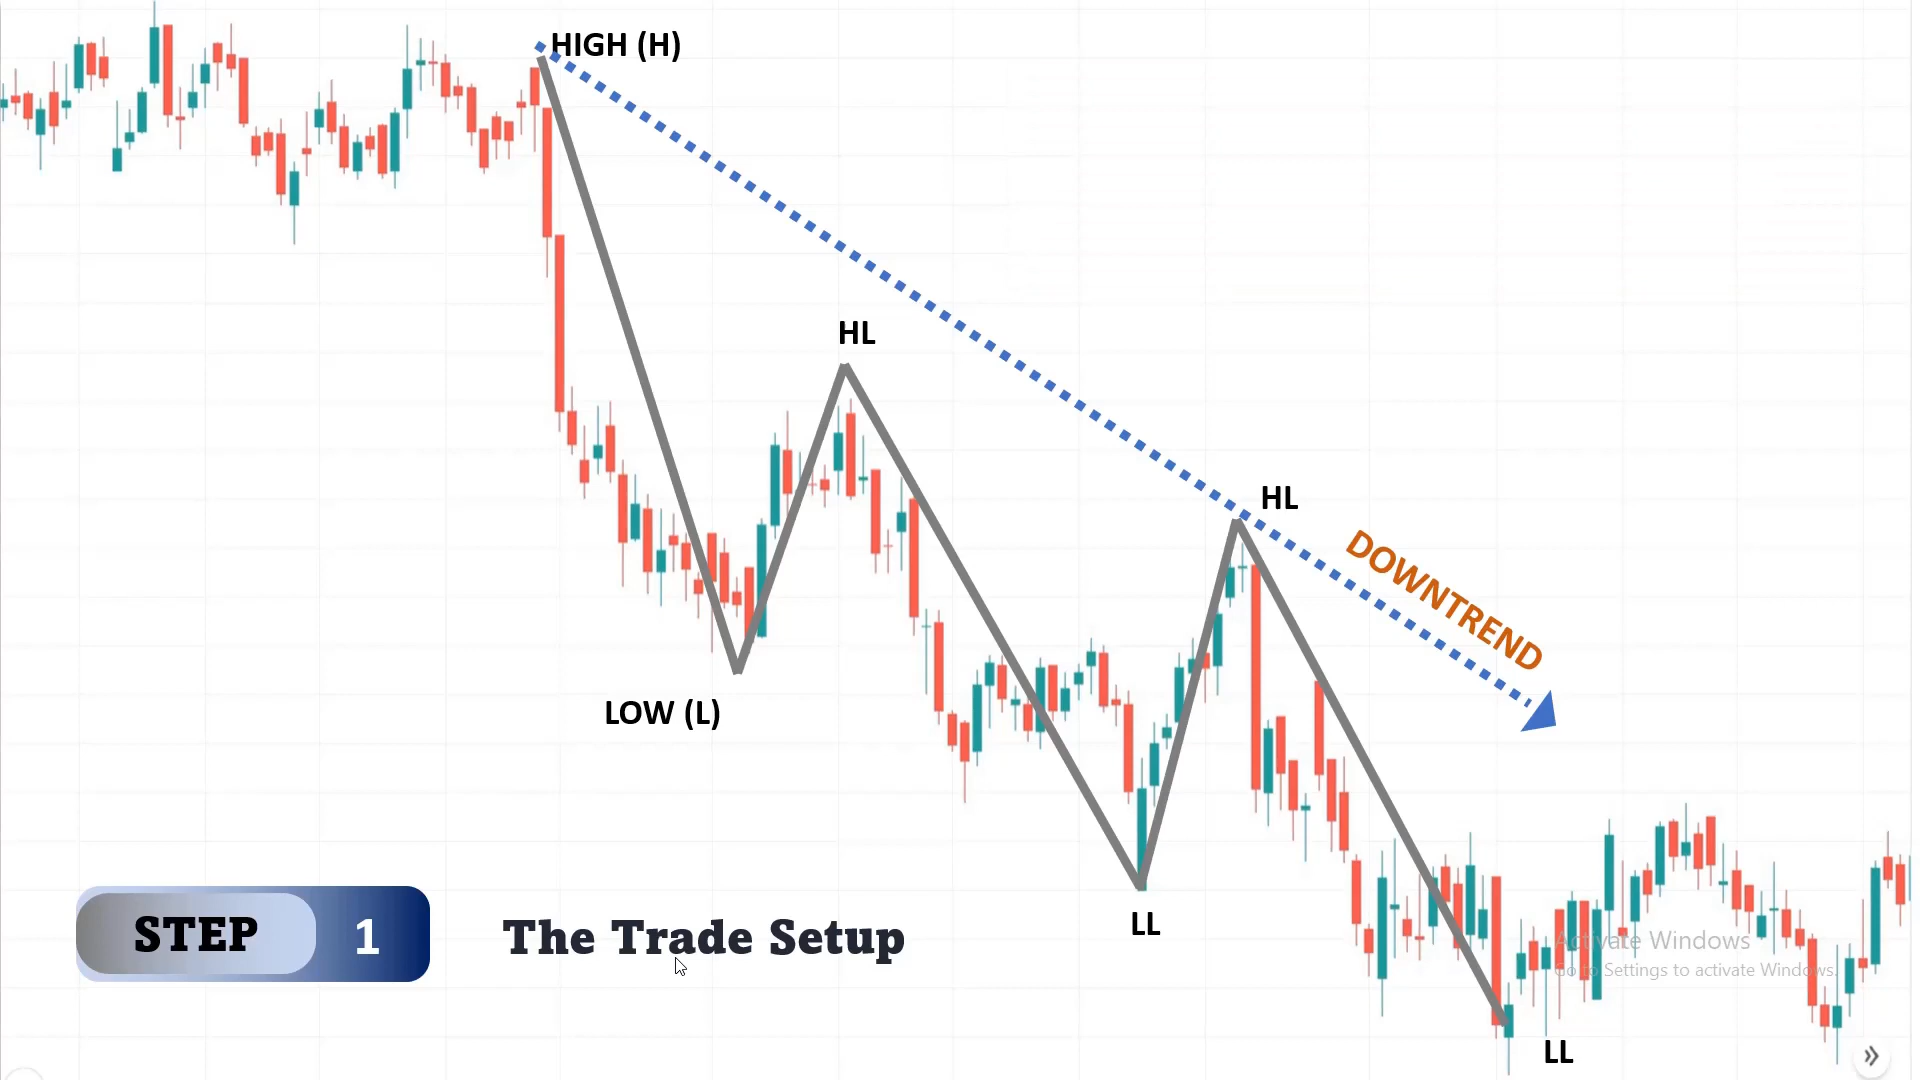 HIGH (H)
HL
HL
DOWNTREND
LOW (L)
LL
STEP 1
The Trade Setup
Activate Windows
Go to Settings to activate Windows.
LL